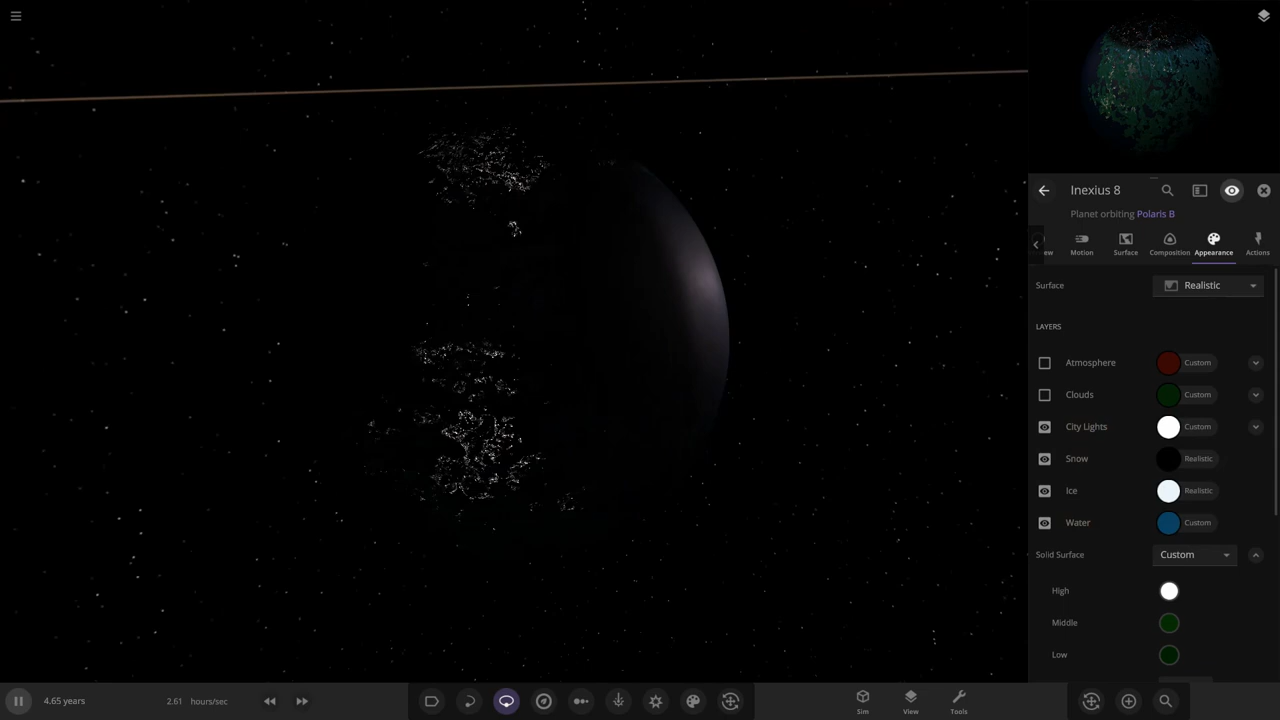 Inexius 8
Planet orbiting Polaris B
Motion Surface Composition Appearance Actions
Surface Realistic
LAYERS
Atmosphere Custom
Clouds Custom
City Lights Custom
Snow Realistic
Ice Realistic
Water Custom
Solid Surface Custom
High
Middle
Low
4.65 years 2.61 hours/sec Sim View Tools